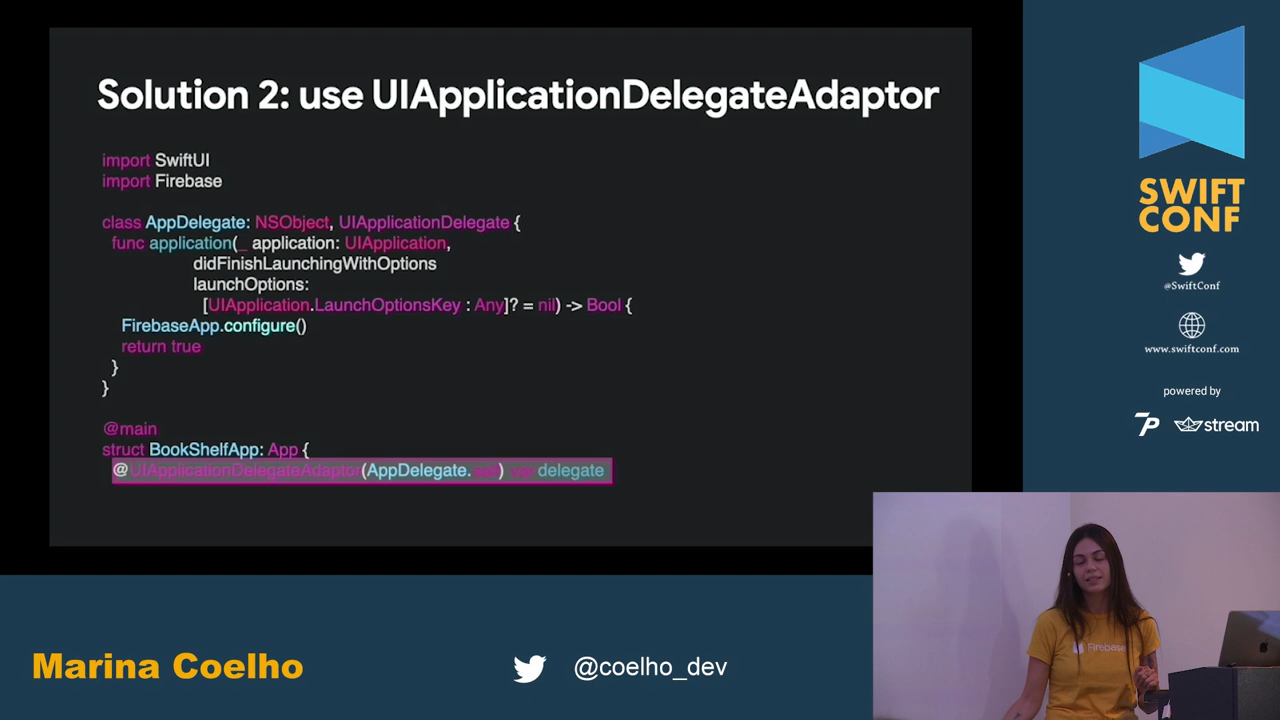 Solution 2: use UIApplicationDelegateAdaptor
import SwiftUI
import Firebase
class AppDelegate: NSObject, UIApplicationDelegate {
func application(_ application: UIApplication,
didFinishLaunchingWithOptions
launchOptions:
[UIApplication.LaunchOptionsKey : Any]? = nil) -> Bool {
FirebaseApp.configure()
return true
}
}
@main
struct BookShelfApp: App {
@UIApplicationDelegateAdaptor(AppDelegate.self) var delegate
SWIFT
CONF
@SwiftConf
www.swiftconf.com
powered by
7P stream
Firebase
Marina Coelho
@coelho_dev